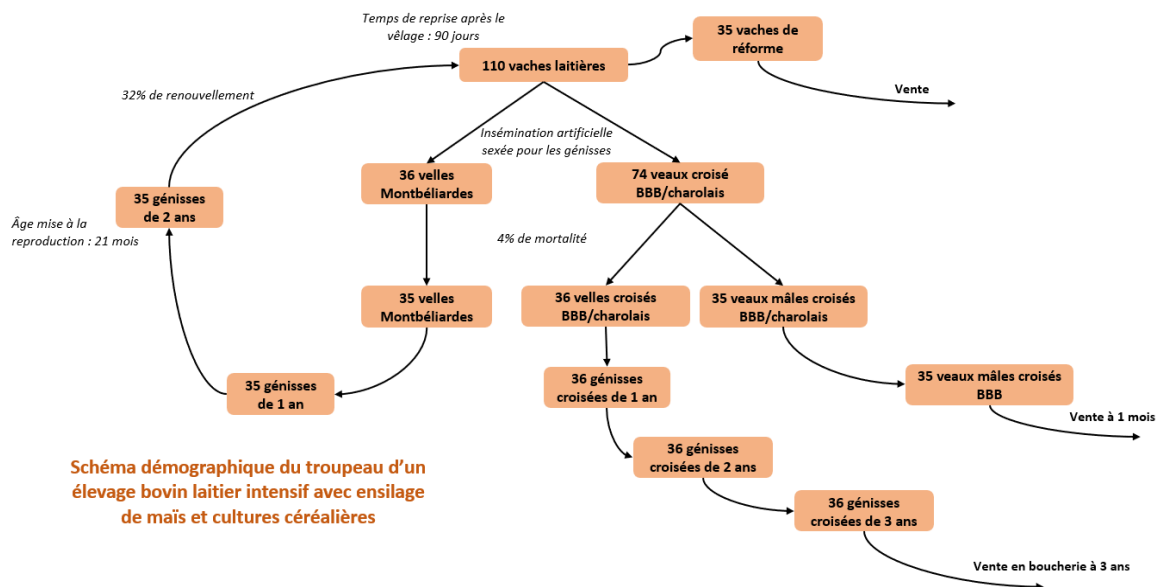 Temps de reprise après le
vêlage : 90 jours
35 vaches de
réforme
110 vaches laitières
Vente
32% de renouvellement
Insémination artificielle
sexée pour les génisses
36 velles
Montbéliardes
74 veaux croisé
BBB/charolais
35 génisses
de 2 ans
Âge mise à la
reproduction : 21 mois
4% de mortalité
35 velles
Montbéliardes
36 velles croisés
BBB/charolais
35 veaux mâles croisés
BBB/charolais
35 génisses
de 1 an
36 génisses
croisées de 1 an
35 veaux mâles croisés
BBB
Vente à 1 mois
36 génisses
croisées de 2 ans
Schéma démographique du troupeau d’un
élevage bovin laitier intensif avec ensilage
de maïs et cultures céréalières
36 génisses
croisées de 3 ans
Vente en boucherie à 3 ans